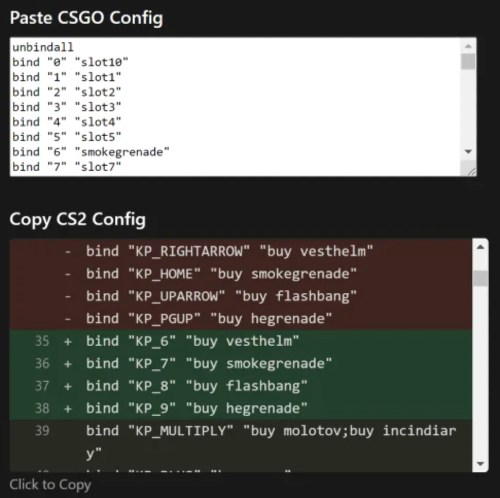 Paste CSGO Config
unbindall
bind "0" "slot10"
bind "1" "slot1"
bind "2" "slot2"
bind "3" "slot3"
bind "4" "slot4"
bind "5" "slot5"
bind "6" "smokegrenade"
bind "7" "slot7"
Copy CS2 Config
- bind "KP_RIGHTARROW" "buy vesthelm"
- bind "KP_HOME" "buy smokegrenade"
- bind "KP_UPARROW" "buy flashbang"
- bind "KP_PGUP" "buy hegrenade"
35 + bind "KP_6" "buy vesthelm"
36 + bind "KP_7" "buy smokegrenade"
37 + bind "KP_8" "buy flashbang"
38 + bind "KP_9" "buy hegrenade"
39 bind "KP_MULTIPLY" "buy molotov;buy incindiar
y"
Click to Copy